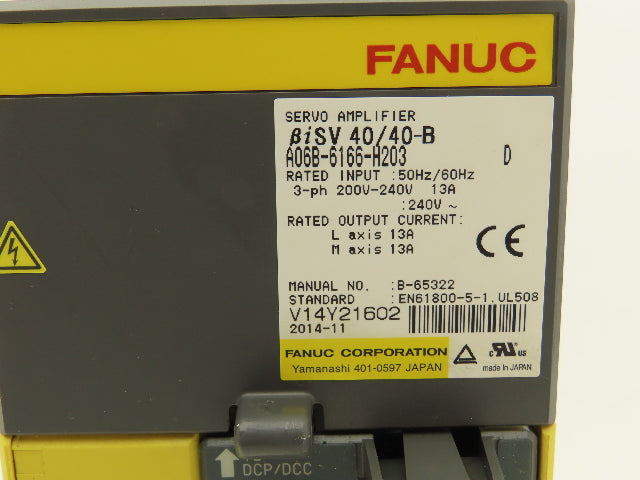 FANUC
SERVO AMPLIFIER
βiSV 40/40-B
A06B-6166-H203 D
RATED INPUT :50Hz/60Hz
3-ph 200V-240V 13A
:240V ~
RATED OUTPUT CURRENT:
L axis 13A
M axis 13A
CE
MANUAL NO. :B-65322
STANDARD :EN61800-5-1,UL508
V14Y21602
2014-11
FANUC CORPORATION
Yamanashi 401-0597 JAPAN
c RU us
made in JAPAN
DCP/DCC